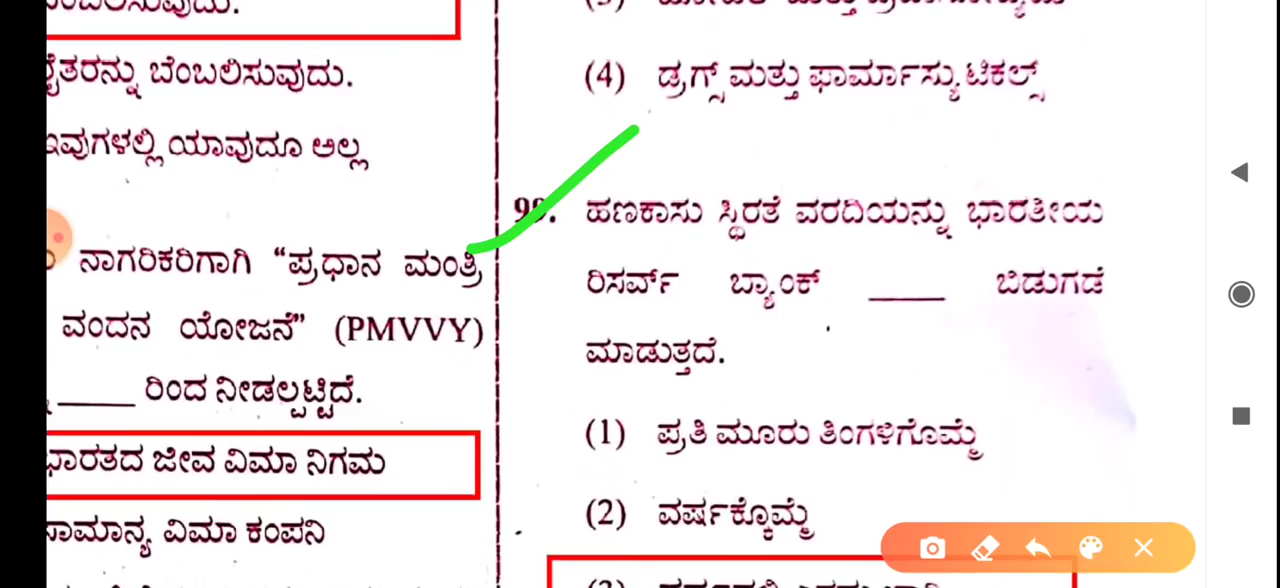 ರೈತರನ್ನು ಬೆಂಬಲಿಸುವುದು.
ಇವುಗಳಲ್ಲಿ ಯಾವುದೂ ಅಲ್ಲ
ನಾಗರಿಕರಿಗಾಗಿ “ಪ್ರಧಾನ ಮಂತ್ರಿ
ವಂದನ ಯೋಜನೆ” (PMVVY)
____ ರಿಂದ ನೀಡಲ್ಪಟ್ಟಿದೆ.
ಭಾರತದ ಜೀವ ವಿಮಾ ನಿಗಮ
ಸಾಮಾನ್ಯ ವಿಮಾ ಕಂಪನಿ
(4) ಡ್ರಗ್ಸ್ ಮತ್ತು ಫಾರ್ಮಾಸ್ಯುಟಿಕಲ್ಸ್
ಹಣಕಾಸು ಸ್ಥಿರತೆ ವರದಿಯನ್ನು ಭಾರತೀಯ
ರಿಸರ್ವ್ ಬ್ಯಾಂಕ್ ____ ಬಿಡುಗಡೆ
ಮಾಡುತ್ತದೆ.
(1) ಪ್ರತಿ ಮೂರು ತಿಂಗಳಿಗೊಮ್ಮೆ
(2) ವರ್ಷಕ್ಕೊಮ್ಮೆ